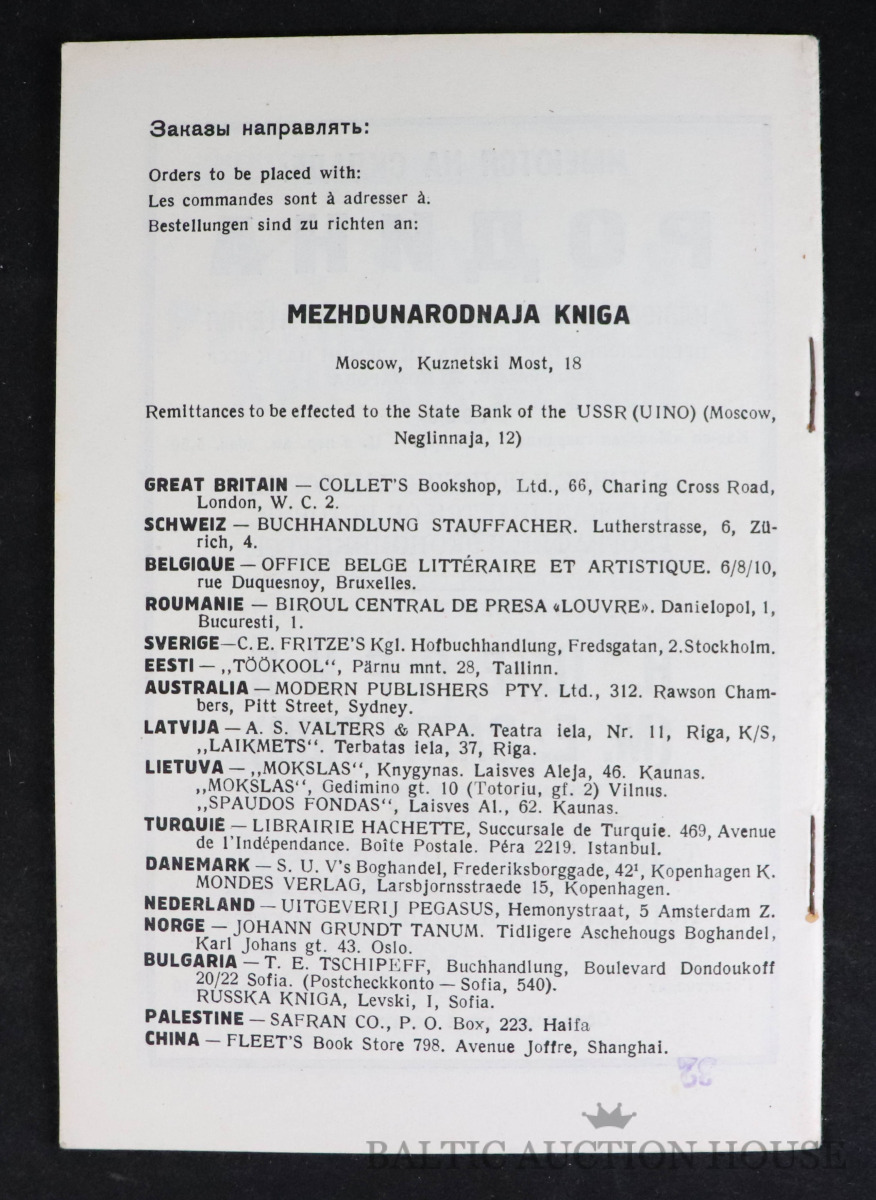 Заказы направлять:
Orders to be placed with:
Les commandes sont à adresser à.
Bestellungen sind zu richten an:
MEZHDUNARODNAJA KNIGA
Moscow, Kuznetski Most, 18
Remittances to be effected to the State Bank of the USSR (UINO) (Moscow,
Neglinnaja, 12)
GREAT BRITAIN — COLLET'S Bookshop, Ltd., 66, Charing Cross Road,
London, W. C. 2.
SCHWEIZ — BUCHHANDLUNG STAUFFACHER. Lutherstrasse, 6, Zü-
rich, 4.
BELGIQUE — OFFICE BELGE LITTÉRAIRE ET ARTISTIQUE. 6/8/10,
rue Duquesnoy, Bruxelles.
ROUMANIE — BIROUL CENTRAL DE PRESA «LOUVRE». Danielopol, 1,
Bucuresti, 1.
SVERIGE—C. E. FRITZE'S Kgl. Hofbuchhandlung, Fredsgatan, 2. Stockholm.
EESTI — „TÖÖKOOL“, Pärnu mnt. 28, Tallinn.
AUSTRALIA — MODERN PUBLISHERS PTY. Ltd., 312. Rawson Cham-
bers, Pitt Street, Sydney.
LATVIJA — A. S. VALTERS & RAPA. Teatra iela, Nr. 11, Riga, K/S,
„LAIKMETS“. Terbatas iela, 37, Riga.
LIETUVA — „MOKSLAS“, Knygynas. Laisves Aleja, 46. Kaunas.
„MOKSLAS“, Gedimino gt. 10 (Totoriu, gf. 2) Vilnus.
„SPAUDOS FONDAS“, Laisves Al., 62. Kaunas.
TURQUIE — LIBRAIRIE HACHETTE, Succursale de Turquie. 469, Avenue
de l'Indépendance. Boîte Postale. Péra 2219. Istanbul.
DANEMARK — S. U. V's Boghandel, Frederiksborggade, 42¹, Kopenhagen K.
MONDES VERLAG, Larsbjornsstraede 15, Kopenhagen.
NEDERLAND — UITGEVERIJ PEGASUS, Hemonystraat, 5 Amsterdam Z.
NORGE — JOHANN GRUNDT TANUM. Tidligere Aschehougs Boghandel,
Karl Johans gt. 43. Oslo.
BULGARIA — T. E. TSCHIPEFF, Buchhandlung, Boulevard Dondoukoff
20/22 Sofia. (Postcheckkonto — Sofia, 540).
RUSSKA KNIGA, Levski, I, Sofia.
PALESTINE — SAFRAN CO., P. O. Box, 223. Haifa
CHINA — FLEET'S Book Store 798. Avenue Joffre, Shanghai.
BALTIC AUCTION HOUSE